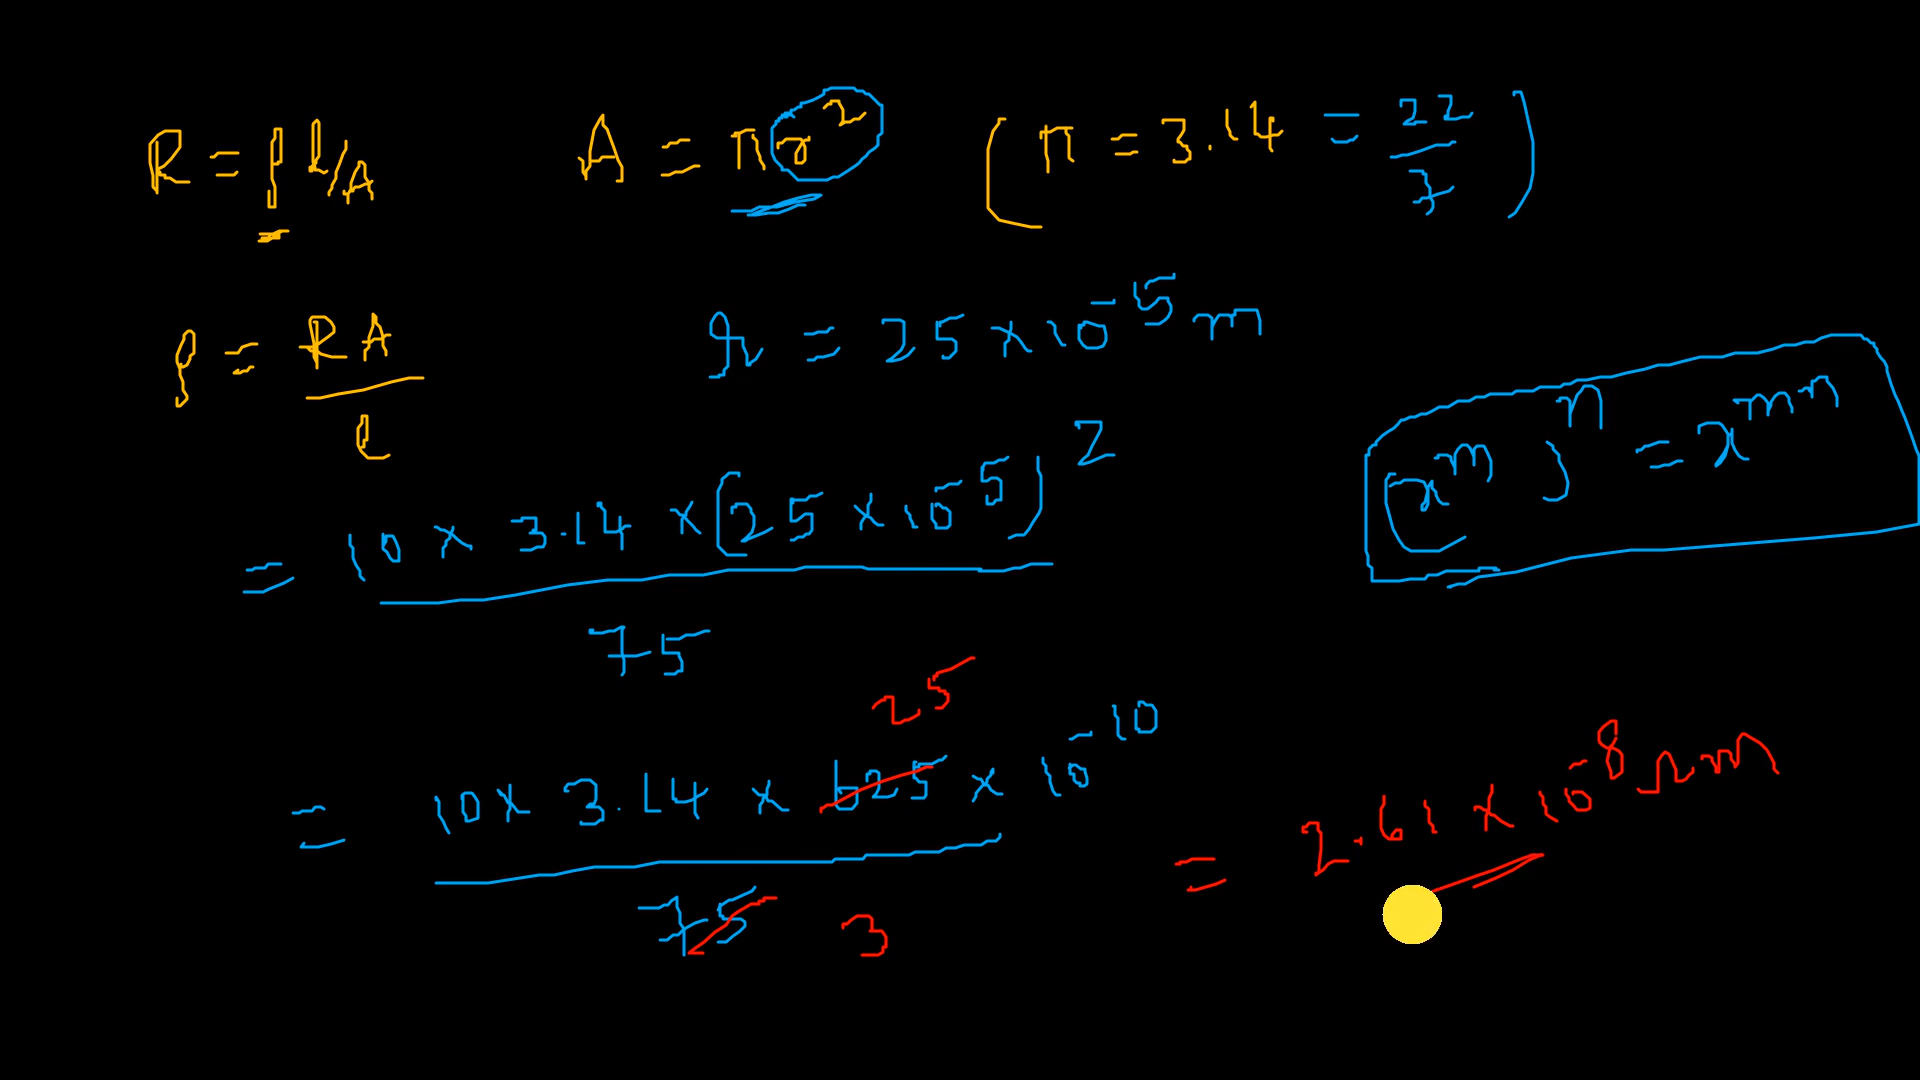 R = ρ l/A    A = πr²    (π = 3.14 = 22/7)
ρ = RA/l    r = 25 × 10⁻⁵ m
(xᵐ)ⁿ = xᵐⁿ
= 10 × 3.14 × (25 × 10⁻⁵)² / 75
25
= 10 × 3.14 × 625 × 10⁻¹⁰ / 75    3    = 2.61 × 10⁻⁸ Ωm